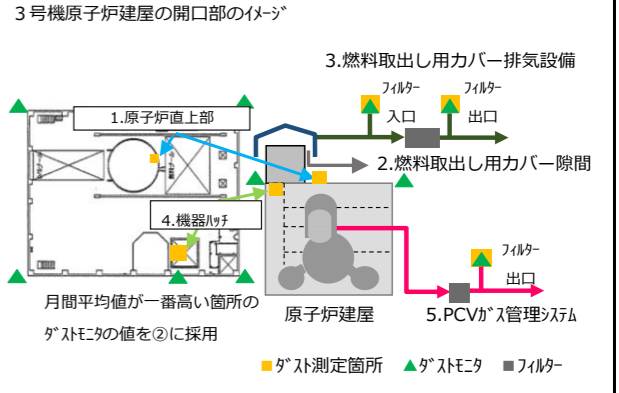 3号機原子炉建屋の開口部のｲﾒｰｼﾞ
3.燃料取出し用カバー排気設備
ﾌｨﾙﾀｰ
入口
ﾌｨﾙﾀｰ
出口
1.原子炉直上部
2.燃料取出し用カバー隙間
4.機器ﾊｯﾁ
ﾌｨﾙﾀｰ
出口
月間平均値が一番高い箇所の
ﾀﾞｽﾄﾓﾆﾀの値を②に採用
原子炉建屋
5.PCVｶﾞｽ管理ｼｽﾃﾑ
ﾀﾞｽﾄ測定箇所
ﾀﾞｽﾄﾓﾆﾀ
ﾌｨﾙﾀｰ